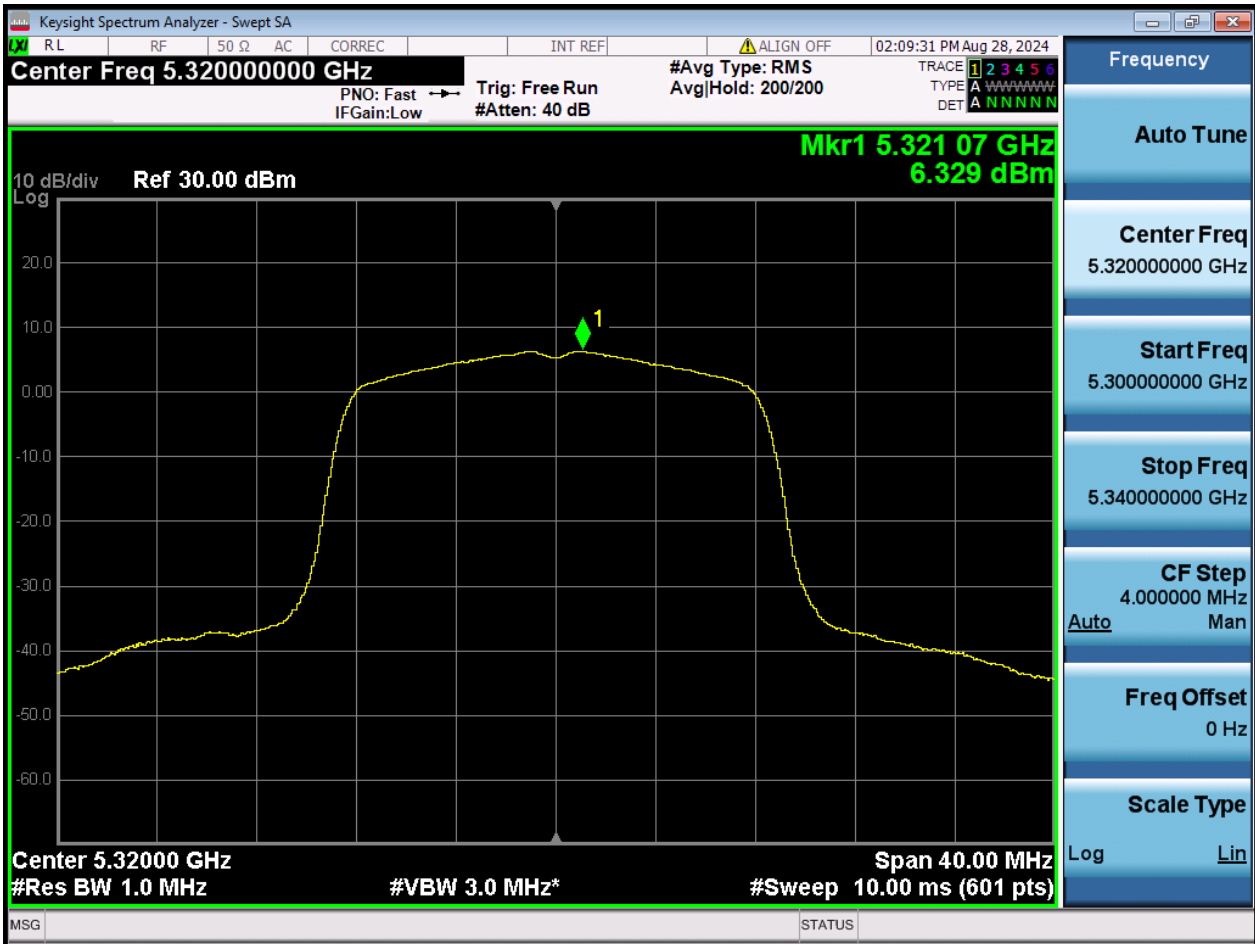 Keysight Spectrum Analyzer - Swept SA
LXI RL RF 50 Ω AC CORREC INT REF ALIGN OFF 02:09:31 PM Aug 28, 2024
Center Freq 5.320000000 GHz
PNO: Fast
IFGain:Low
Trig: Free Run
#Atten: 40 dB
#Avg Type: RMS
Avg|Hold: 200/200
TRACE 1 2 3 4 5 6
TYPE A WWWWW
DET A N N N N N
Mkr1 5.321 07 GHz
6.329 dBm
10 dB/div Ref 30.00 dBm
Log
20.0
10.0
0.00
-10.0
-20.0
-30.0
-40.0
-50.0
-60.0
1
Center 5.32000 GHz Span 40.00 MHz
#Res BW 1.0 MHz #VBW 3.0 MHz* #Sweep 10.00 ms (601 pts)
MSG STATUS
Frequency
Auto Tune
Center Freq
5.320000000 GHz
Start Freq
5.300000000 GHz
Stop Freq
5.340000000 GHz
CF Step
4.000000 MHz
Auto Man
Freq Offset
0 Hz
Scale Type
Log Lin